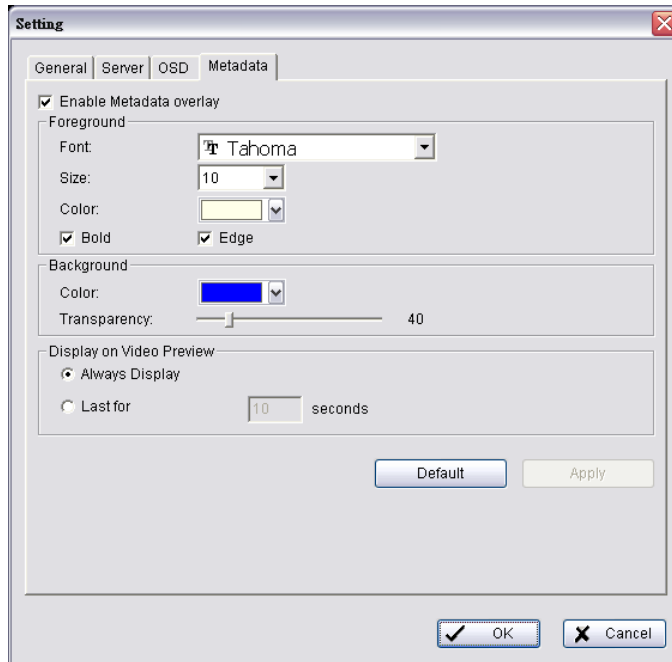 Setting
General Server OSD Metadata
Enable Metadata overlay
Foreground
Font: Tahoma
Size: 10
Color:
Bold Edge
Background
Color:
Transparency: 40
Display on Video Preview
Always Display
Last for 10 seconds
Default Apply
OK Cancel